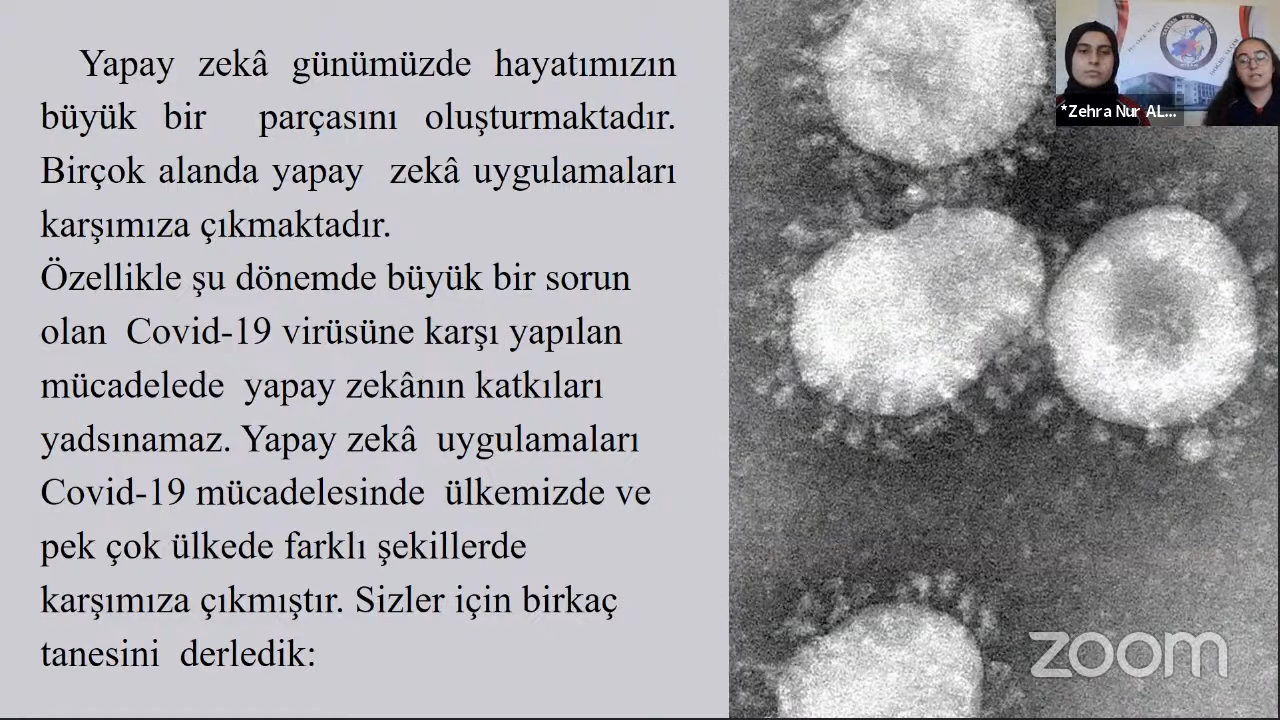 Yapay zekâ günümüzde hayatımızın
büyük bir parçasını oluşturmaktadır.
Birçok alanda yapay zekâ uygulamaları
karşımıza çıkmaktadır.
Özellikle şu dönemde büyük bir sorun
olan Covid-19 virüsüne karşı yapılan
mücadelede yapay zekânın katkıları
yadsınamaz. Yapay zekâ uygulamaları
Covid-19 mücadelesinde ülkemizde ve
pek çok ülkede farklı şekillerde
karşımıza çıkmıştır. Sizler için birkaç
tanesini derledik:
*Zehra Nur AL...
zoom